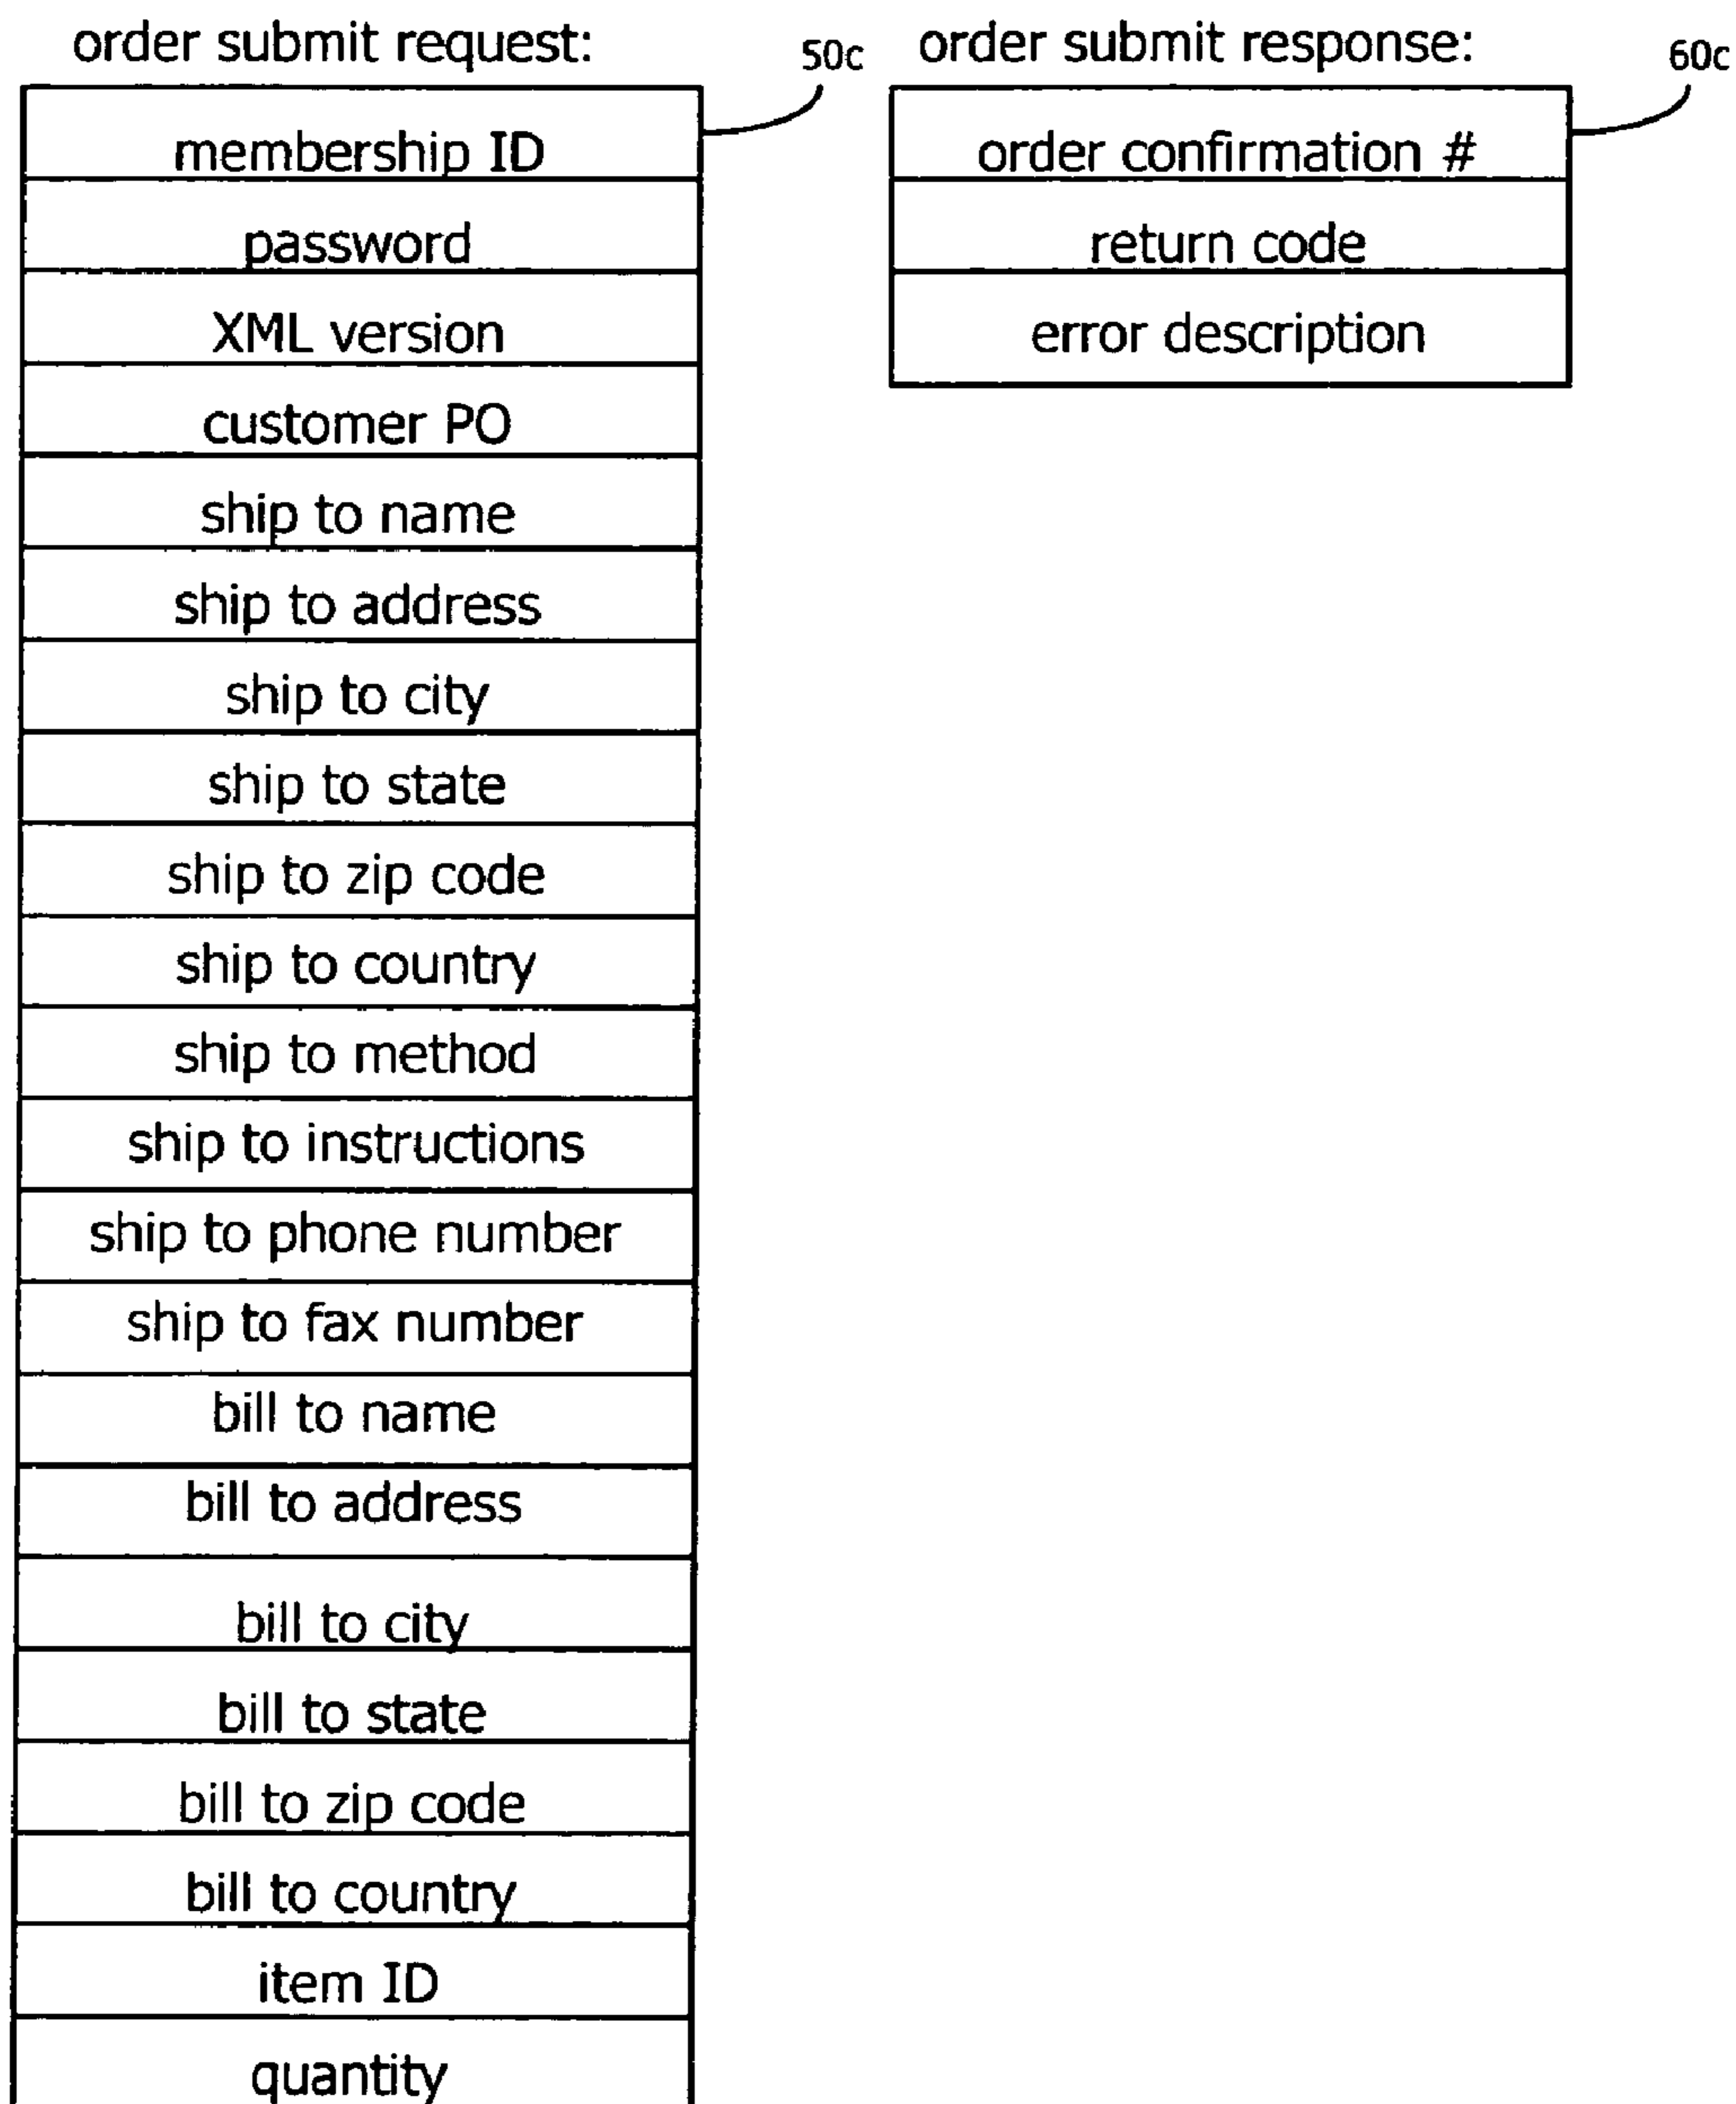 order submit request:
50c
membership ID
password
XML version
customer PO
ship to name
ship to address
ship to city
ship to state
ship to zip code
ship to country
ship to method
ship to instructions
ship to phone number
ship to fax number
bill to name
bill to address
bill to city
bill to state
bill to zip code
bill to country
item ID
quantity
order submit response:
60c
order confirmation #
return code
error description